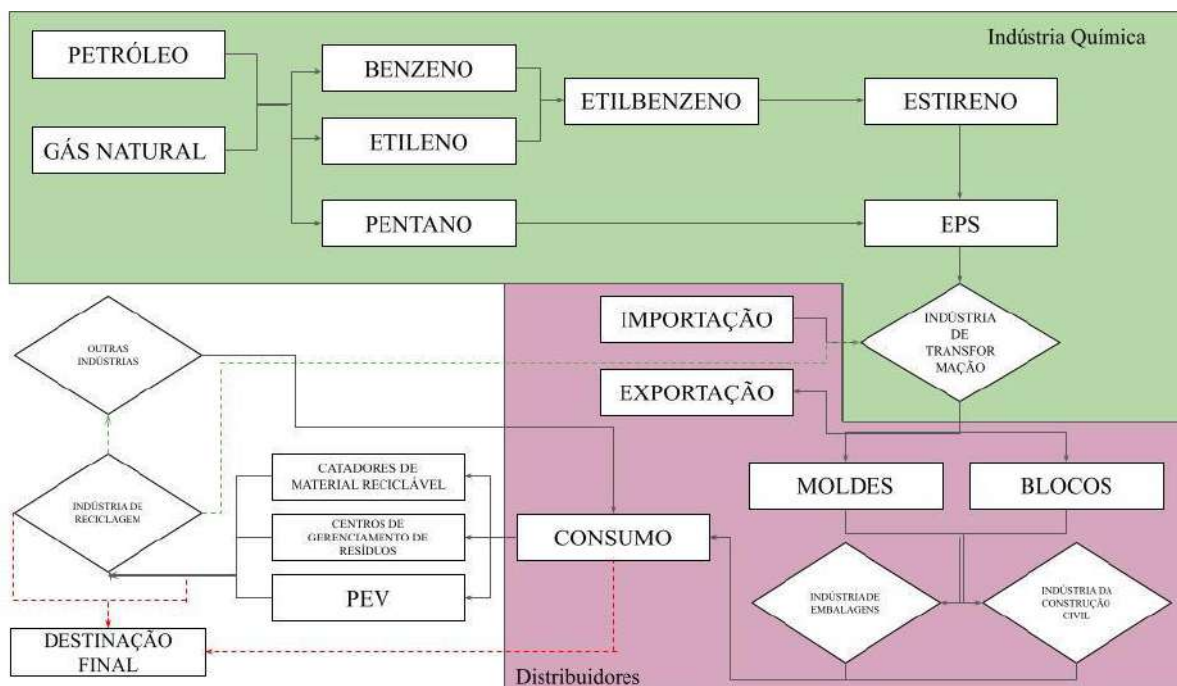 Indústria Química
PETRÓLEO
BENZENO
ETILBENZENO
ESTIRENO
GÁS NATURAL
ETILENO
PENTANO
EPS
IMPORTAÇÃO
INDÚSTRIA
DE
TRANSFOR
MAÇÃO
OUTRAS
INDÚSTRIAS
EXPORTAÇÃO
CATADORES DE
MATERIAL RECICLÁVEL
MOLDES
BLOCOS
INDÚSTRIA DE
RECICLAGEM
CENTROS DE
GERENCIAMENTO DE
RESÍDUOS
CONSUMO
PEV
INDÚSTRIA DE
EMBALAGENS
INDÚSTRIA DA
CONSTRUÇÃO
CIVIL
DESTINAÇÃO
FINAL
Distribuidores